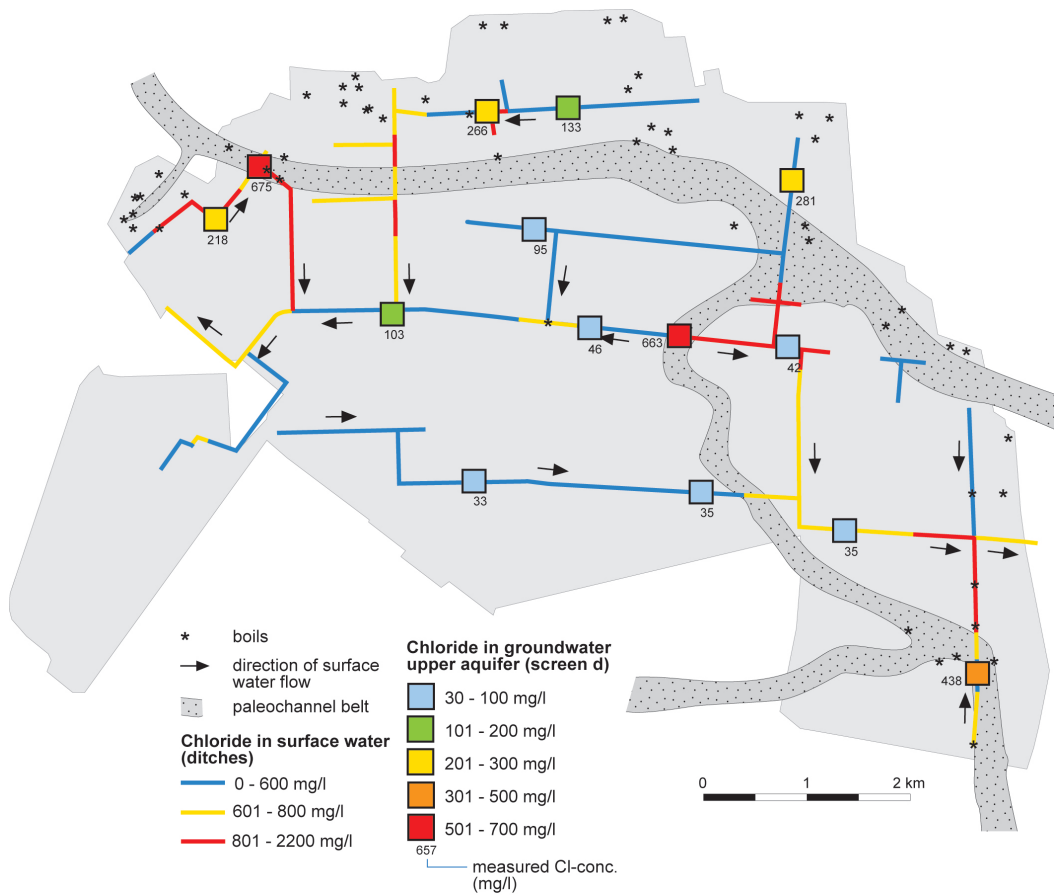 266
133
675
281
218
95
103
46
663
42
33
35
35
438
* boils
direction of surface
water flow
paleochannel belt
Chloride in surface water
(ditches)
0 - 600 mg/l
601 - 800 mg/l
801 - 2200 mg/l
Chloride in groundwater
upper aquifer (screen d)
30 - 100 mg/l
101 - 200 mg/l
201 - 300 mg/l
301 - 500 mg/l
501 - 700 mg/l
657
measured Cl-conc.
(mg/l)
0 1 2 km